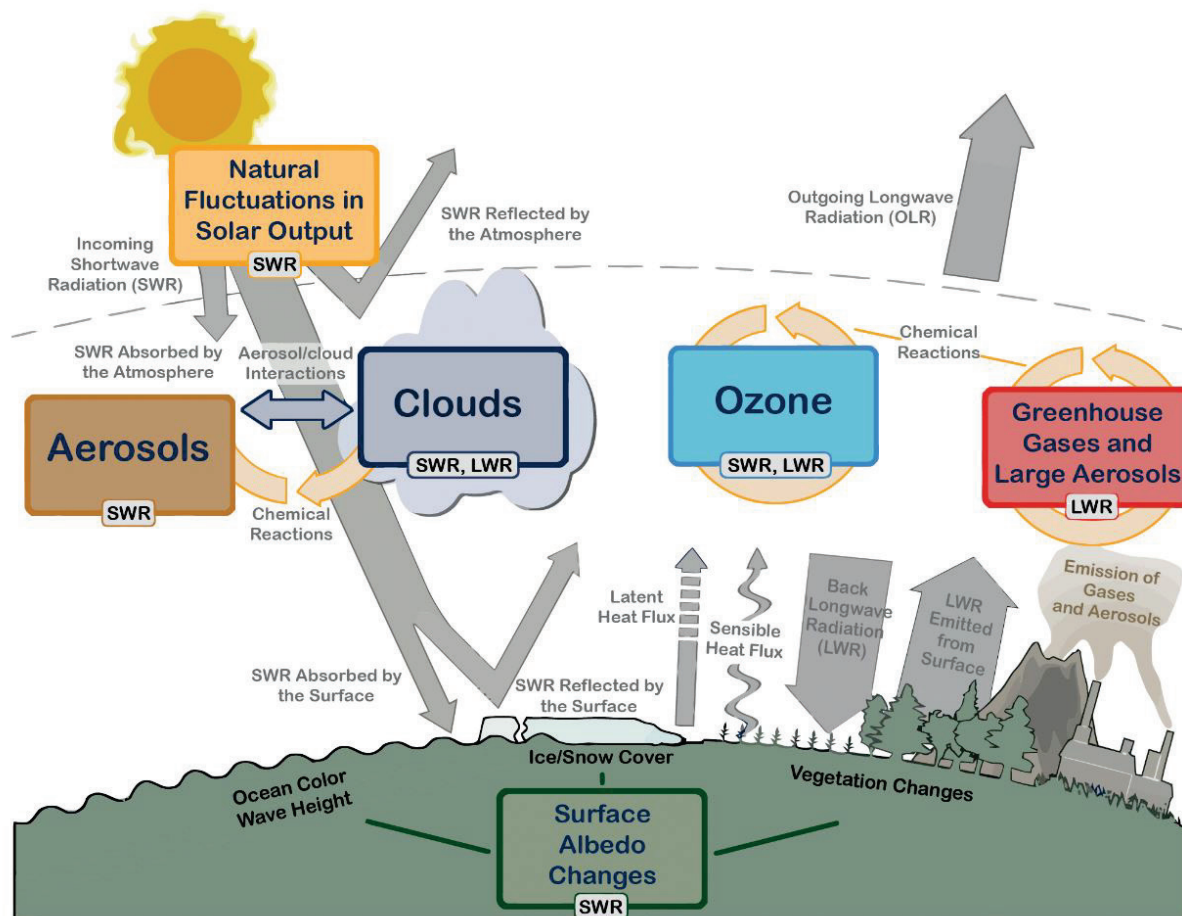 Natural
Fluctuations in
Solar Output
SWR
Incoming
Shortwave
Radiation (SWR)
SWR Reflected by
the Atmosphere
Outgoing Longwave
Radiation (OLR)
SWR Absorbed by
the Atmosphere
Aerosol/cloud
Interactions
Chemical
Reactions
Aerosols
SWR
Clouds
SWR, LWR
Ozone
SWR, LWR
Greenhouse
Gases and
Large Aerosols
LWR
Chemical
Reactions
Emission of
Gases
and Aerosols
Latent
Heat Flux
Sensible
Heat Flux
Back
Longwave
Radiation
(LWR)
LWR
Emitted
from
Surface
SWR Absorbed by
the Surface
SWR Reflected by
the Surface
Ocean Color
Wave Height
Ice/Snow Cover
Vegetation Changes
Surface
Albedo
Changes
SWR